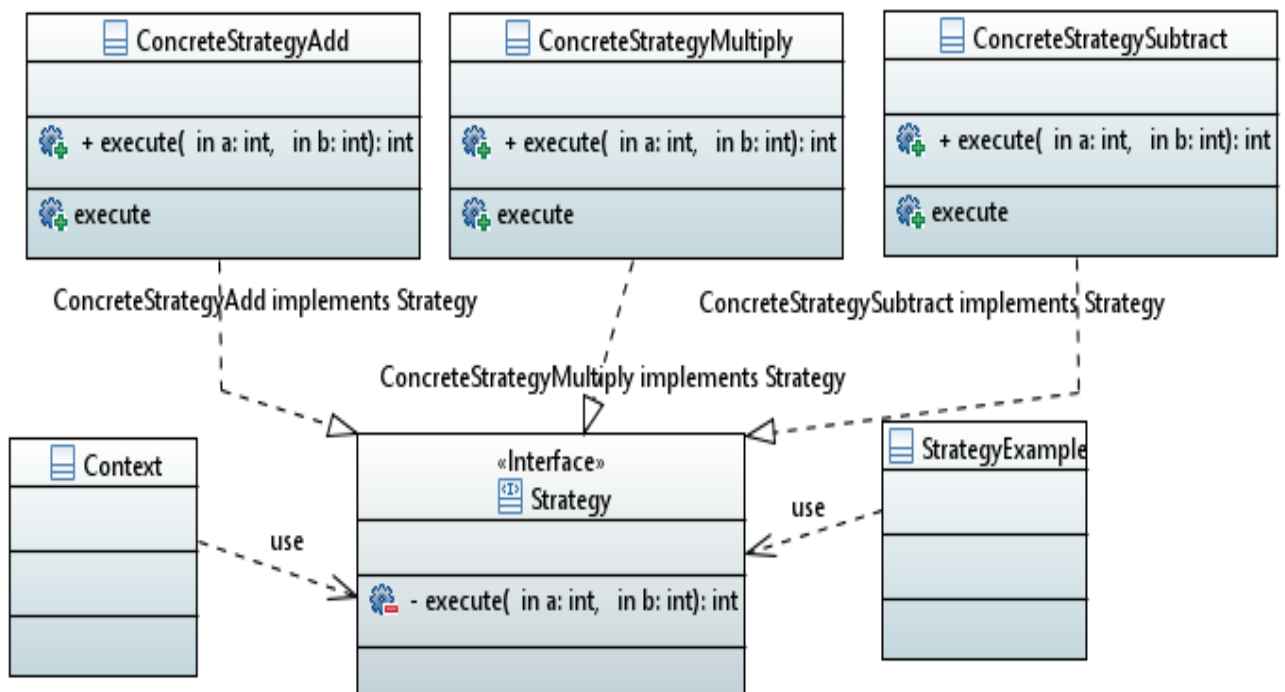 ConcreteStrategyAdd
+ execute( in a: int, in b: int): int
execute
ConcreteStrategyMultiply
+ execute( in a: int, in b: int): int
execute
ConcreteStrategySubtract
+ execute( in a: int, in b: int): int
execute
ConcreteStrategyAdd implements Strategy
ConcreteStrategySubtract implements Strategy
ConcreteStrategyMultiply implements Strategy
Context
use
«Interface»
<I>
Strategy
- execute( in a: int, in b: int): int
use
StrategyExample